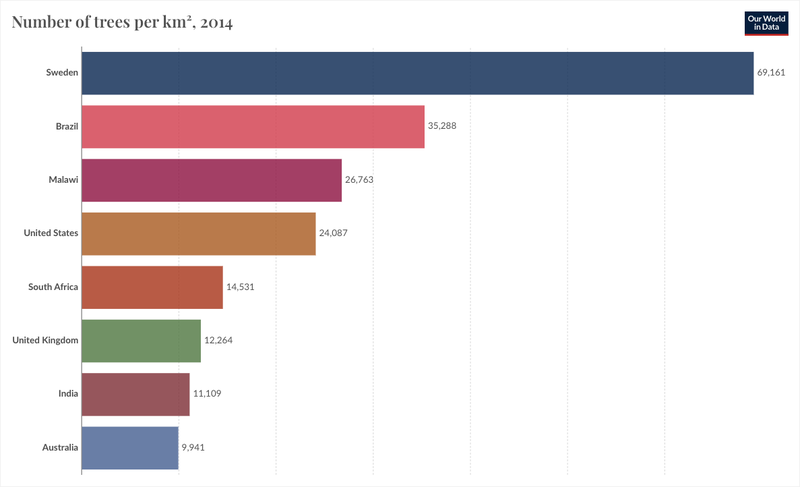 Number of trees per km², 2014
Our World
in Data
Sweden 69,161
Brazil 35,288
Malawi 26,763
United States 24,087
South Africa 14,531
United Kingdom 12,264
India 11,109
Australia 9,941